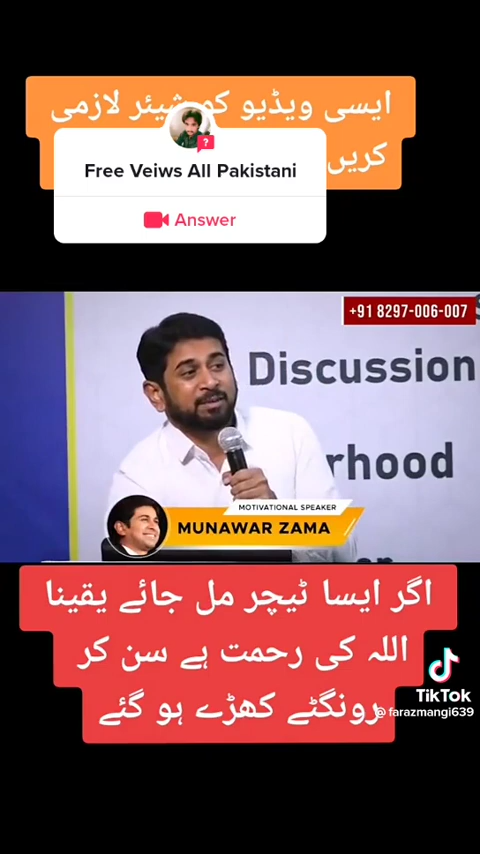 ایسی ویڈیو کو شیئر لازمی
کریں
?
Free Veiws All Pakistani
Answer
+91 8297-006-007
Discussion
rhood
MOTIVATIONAL SPEAKER
MUNAWAR ZAMA
اگر ایسا ٹیچر مل جائے یقینا
اللہ کی رحمت ہے سن کر
رونگٹے کھڑے ہو گئے
TikTok
@farazmangi639